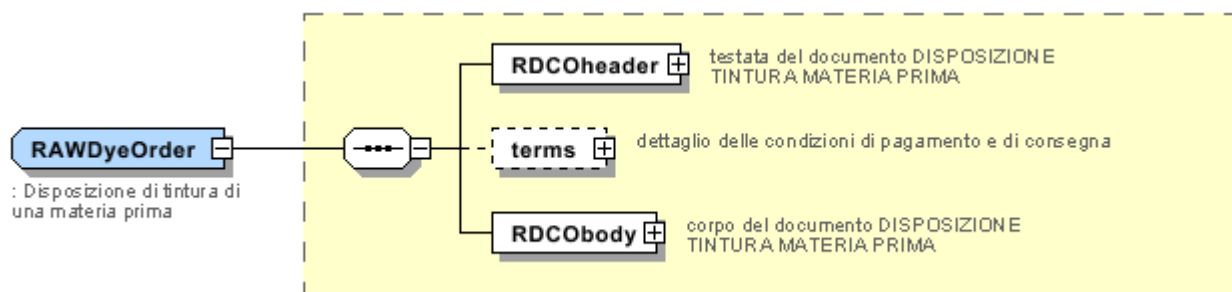 RDCOheader
testata del documento DISPOSIZIONE
TINTURA MATERIA PRIMA
RAWDyeOrder
: Disposizione di tintura di
una materia prima
terms
dettaglio delle condizioni di pagamento e di consegna
RDCObody
corpo del documento DISPOSIZIONE
TINTURA MATERIA PRIMA